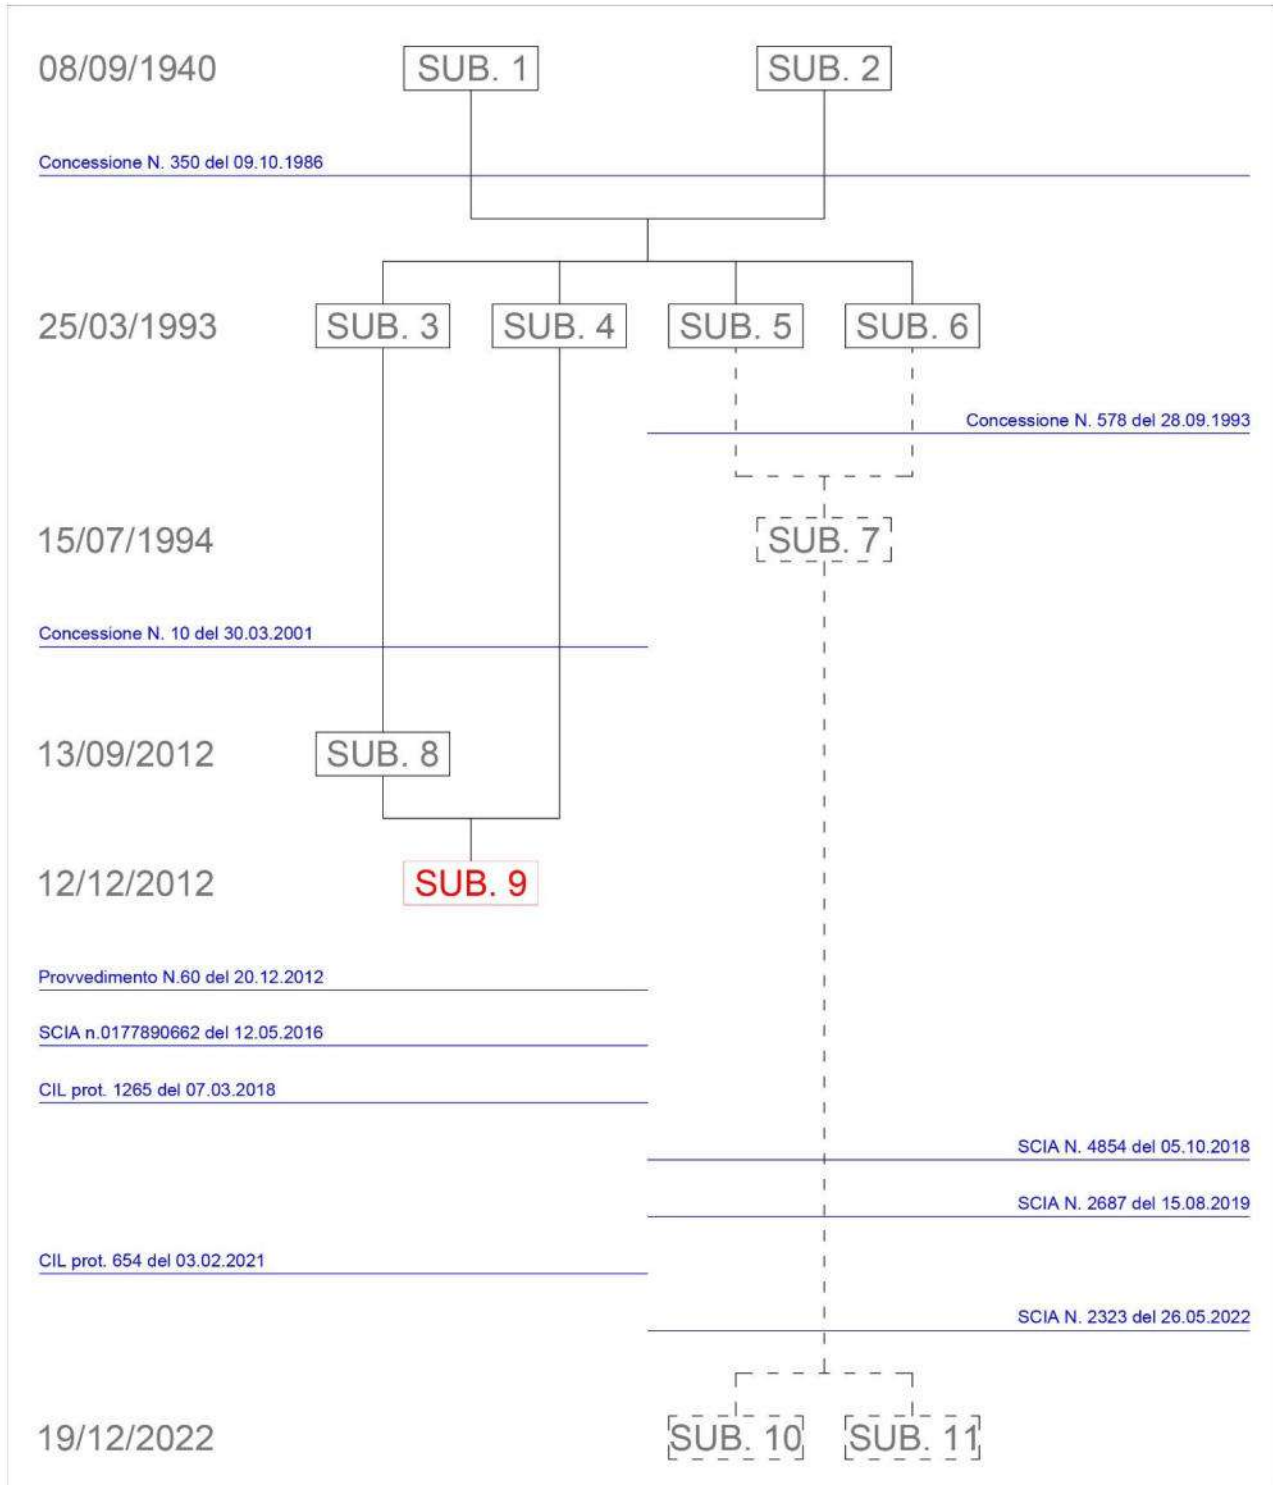 08/09/1940 SUB. 1 SUB. 2
Concessione N. 350 del 09.10.1986
25/03/1993 SUB. 3 SUB. 4 SUB. 5 SUB. 6
Concessione N. 578 del 28.09.1993
15/07/1994 SUB. 7
Concessione N. 10 del 30.03.2001
13/09/2012 SUB. 8
12/12/2012 SUB. 9
Provvedimento N.60 del 20.12.2012
SCIA n.0177890662 del 12.05.2016
CIL prot. 1265 del 07.03.2018
SCIA N. 4854 del 05.10.2018
SCIA N. 2687 del 15.08.2019
CIL prot. 654 del 03.02.2021
SCIA N. 2323 del 26.05.2022
19/12/2022 SUB. 10 SUB. 11